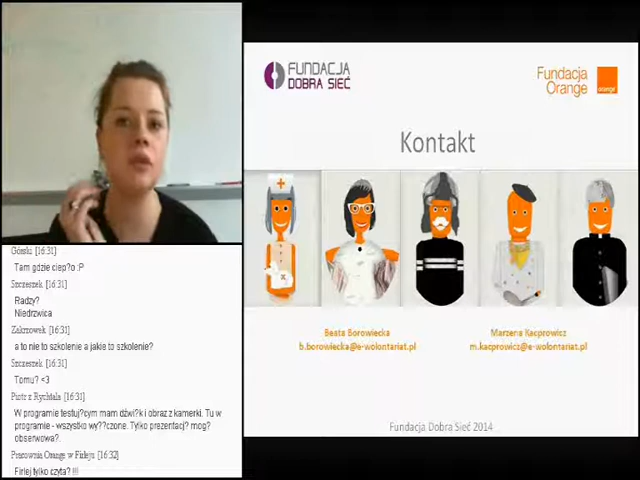 FUNDACJA
DOBRA SIEĆ
Fundacja
Orange
orange
Kontakt
Beata Borowiecka
b.borowiecka@e-wolontariat.pl
Marzena Kacprowicz
m.kacprowicz@e-wolontariat.pl
Fundacja Dobra Sieć 2014
Górski [16:31]
Tam gdzie ciep?o :P
Szczeszek [16:31]
Radzy?
Niedrzwica
Zakrzowek [16:31]
a to nie to szkolenie a jakie to szkolenie?
Szczeszek [16:31]
Tomu? <3
Piotr z Rychtala [16:31]
W programie testuj?cym mam dźwi?k i obraz z kamerki. Tu w
programie - wszystko wy??czone. Tylko prezentacj? mog?
obserwowa?.
Pracownia Orange w Firleju [16:32]
Firlej tylko czyta? !!!